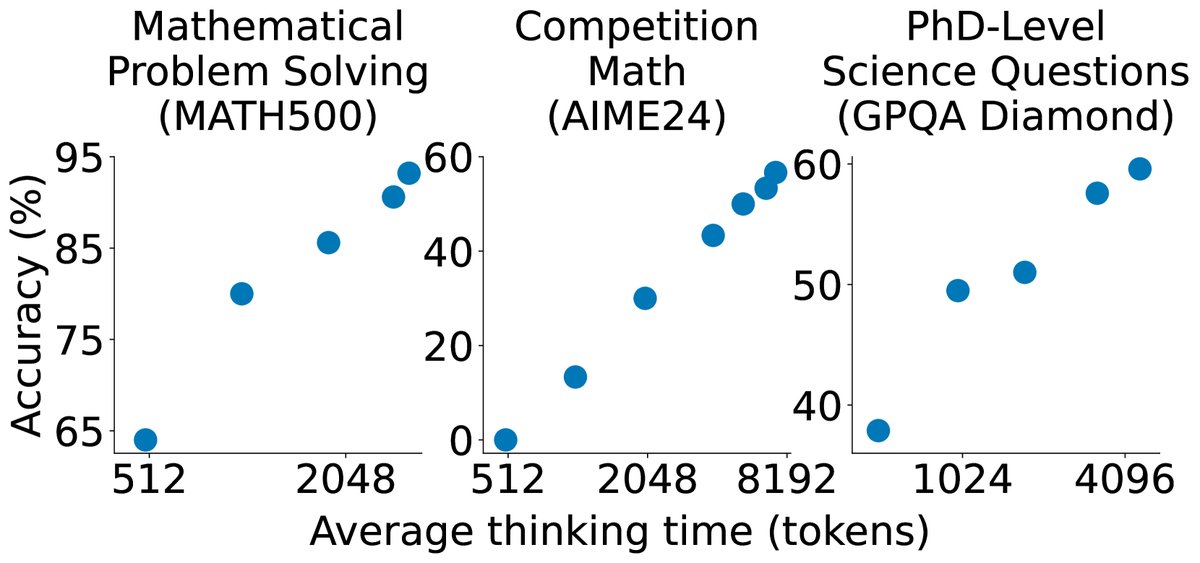 Mathematical
Problem Solving
(MATH500)
Competition
Math
(AIME24)
PhD-Level
Science Questions
(GPQA Diamond)
Accuracy (%)
95
85
75
65
512
2048
60
40
20
0
512
2048
8192
60
50
40
1024
4096
Average thinking time (tokens)